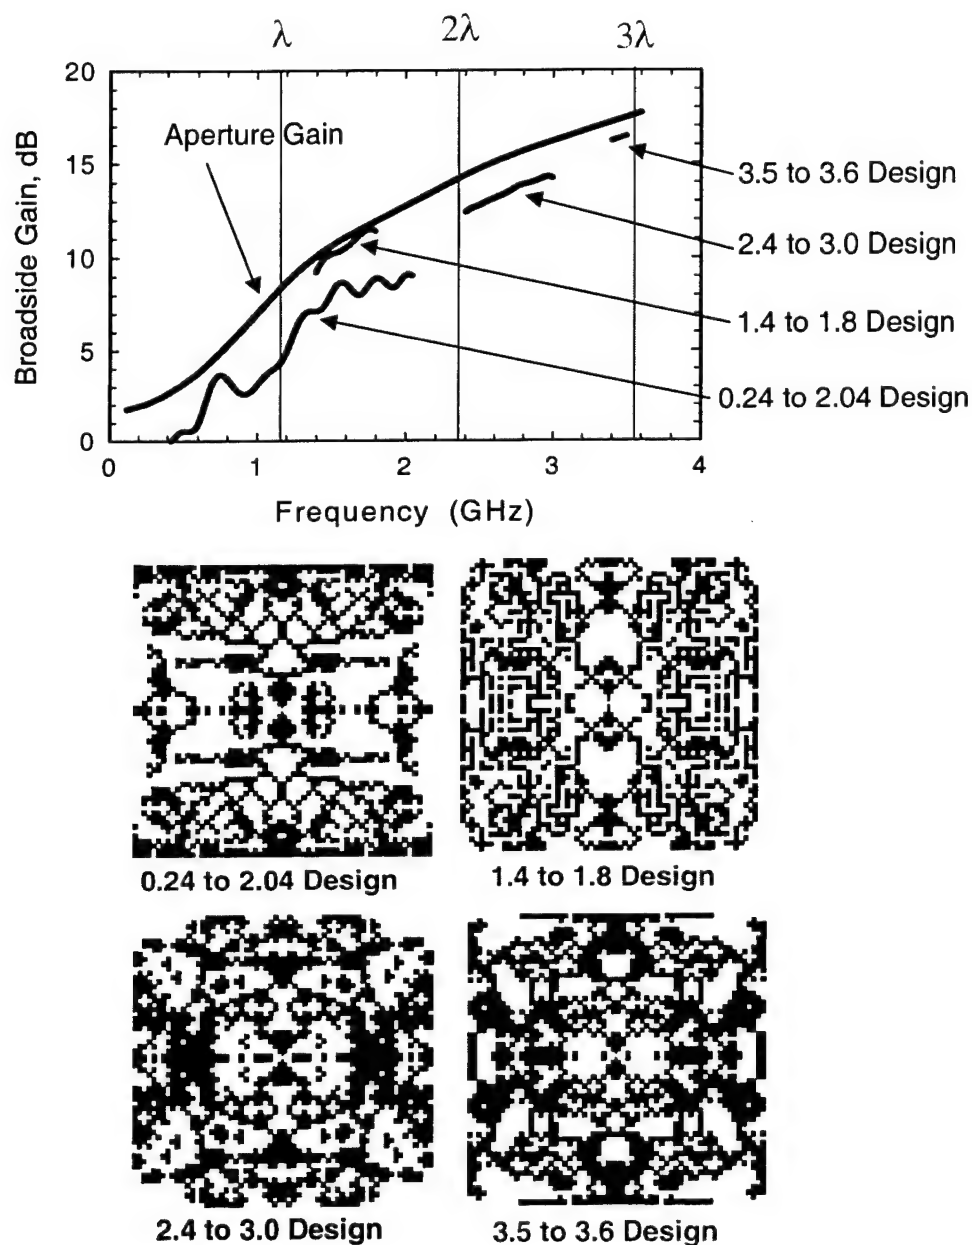 λ 2λ 3λ
20
15
10
5
0
Broadside Gain, dB
Aperture Gain
3.5 to 3.6 Design
2.4 to 3.0 Design
1.4 to 1.8 Design
0.24 to 2.04 Design
0 1 2 3 4
Frequency (GHz)
0.24 to 2.04 Design
1.4 to 1.8 Design
2.4 to 3.0 Design
3.5 to 3.6 Design